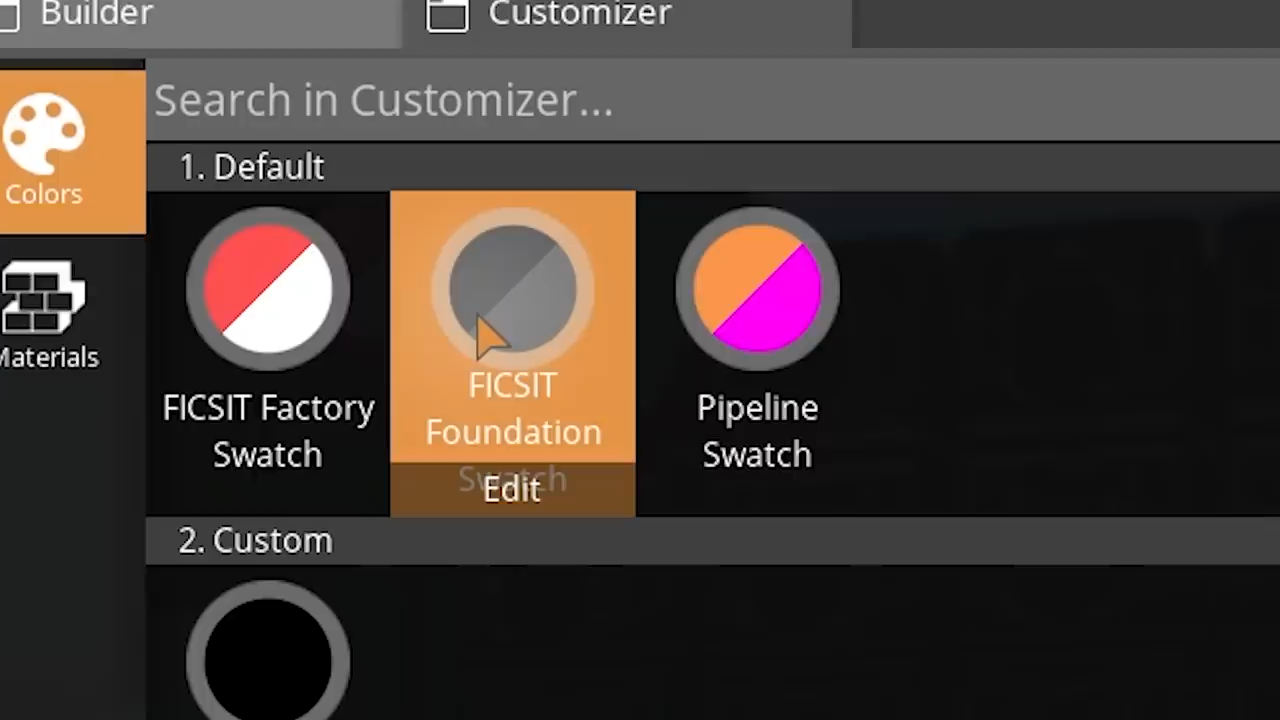 Builder
Customizer
Search in Customizer...
Colors
1. Default
Materials
FICSIT Factory
Swatch
FICSIT
Foundation
Swatch
Edit
Pipeline
Swatch
2. Custom